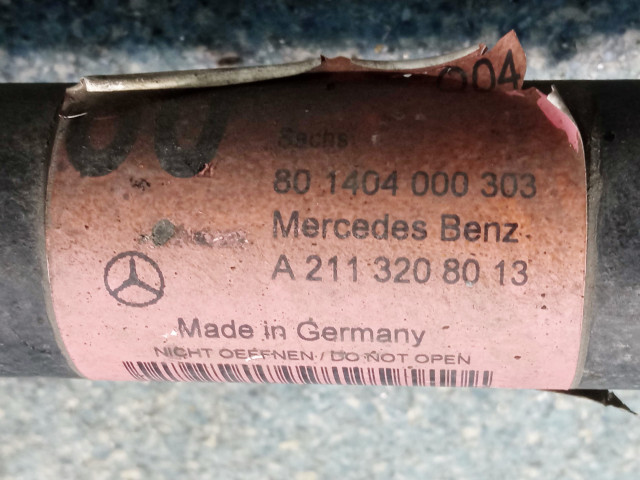 004
Sachs
80 1404 000 303
Mercedes Benz
A 211 320 80 13
Made in Germany
NICHT OEFFNEN / DO NOT OPEN